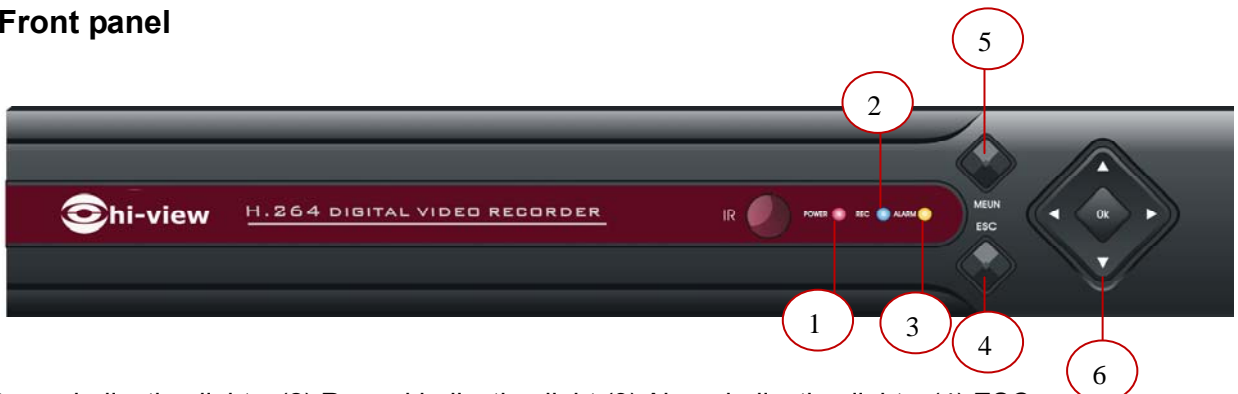 Front panel
5
2
hi-view H.264 DIGITAL VIDEO RECORDER IR POWER REC ALARM
MEUN
ESC
Ok
1
3
4
6